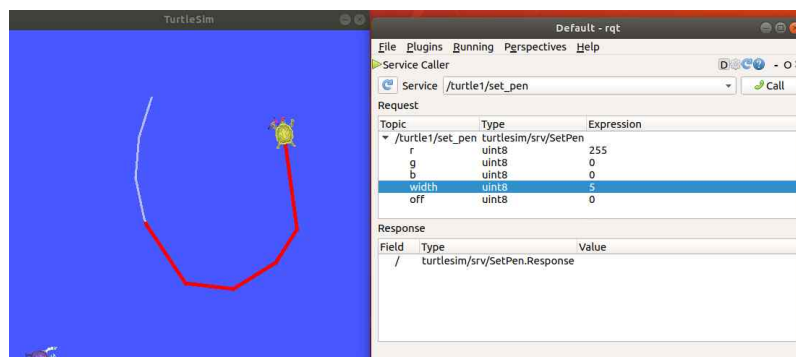 TurtleSim
Default - rqt
File Plugins Running Perspectives Help
Service Caller
D - O
Service /turtle1/set_pen Call
Request
Topic Type Expression
/turtle1/set_pen turtlesim/srv/SetPen
r uint8 255
g uint8 0
b uint8 0
width uint8 5
off uint8 0
Response
Field Type Value
/ turtlesim/srv/SetPen.Response